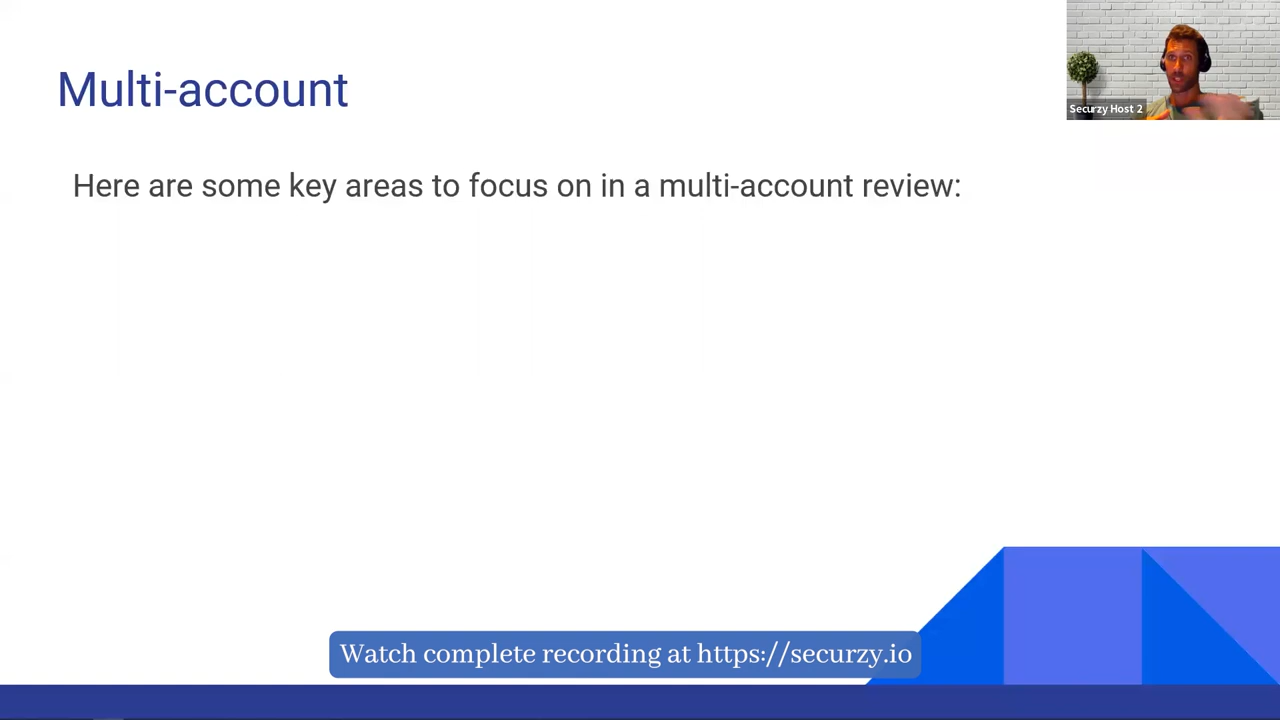 Multi-account
Securzy Host 2
Here are some key areas to focus on in a multi-account review:
Watch complete recording at https://securzy.io